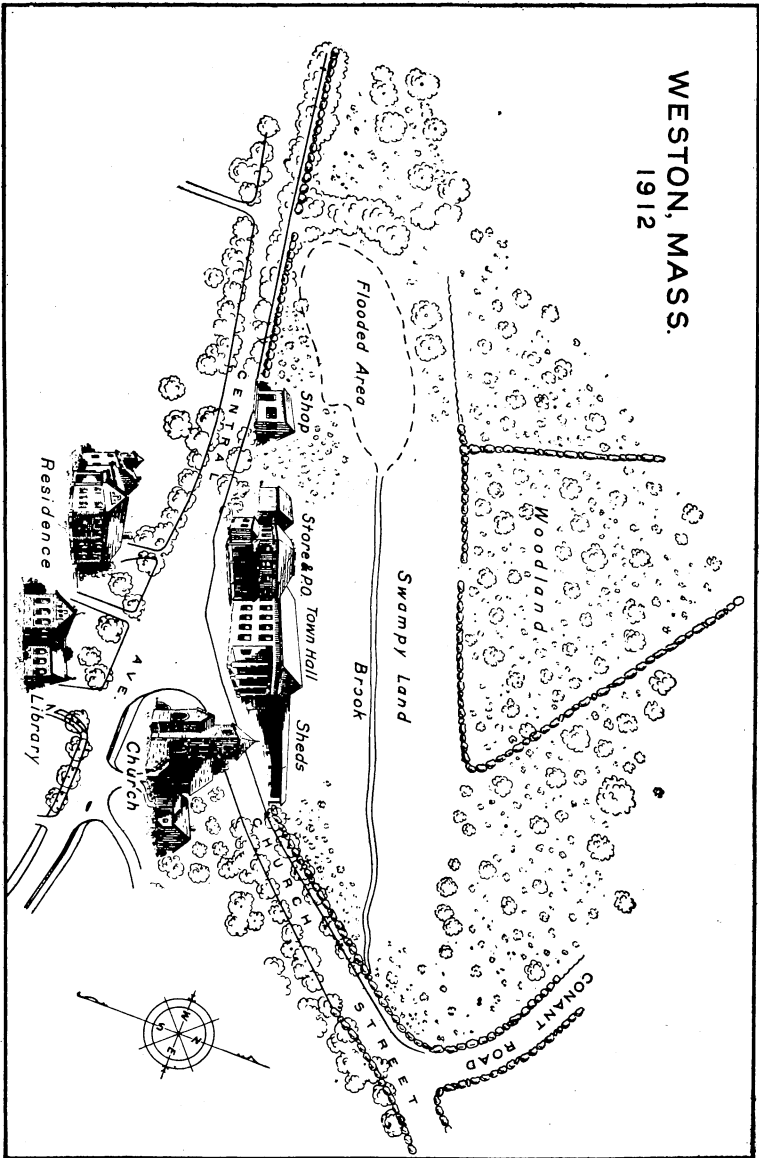 WESTON, MASS.
1912
Woodland
Flooded Area
Swampy Land
Brook
Shop
Store & P.O.
Town Hall
Sheds
CENTRAL AVE
Residence
Library
Church
CHURCH STREET
CONANT ROAD
N
E
S
W